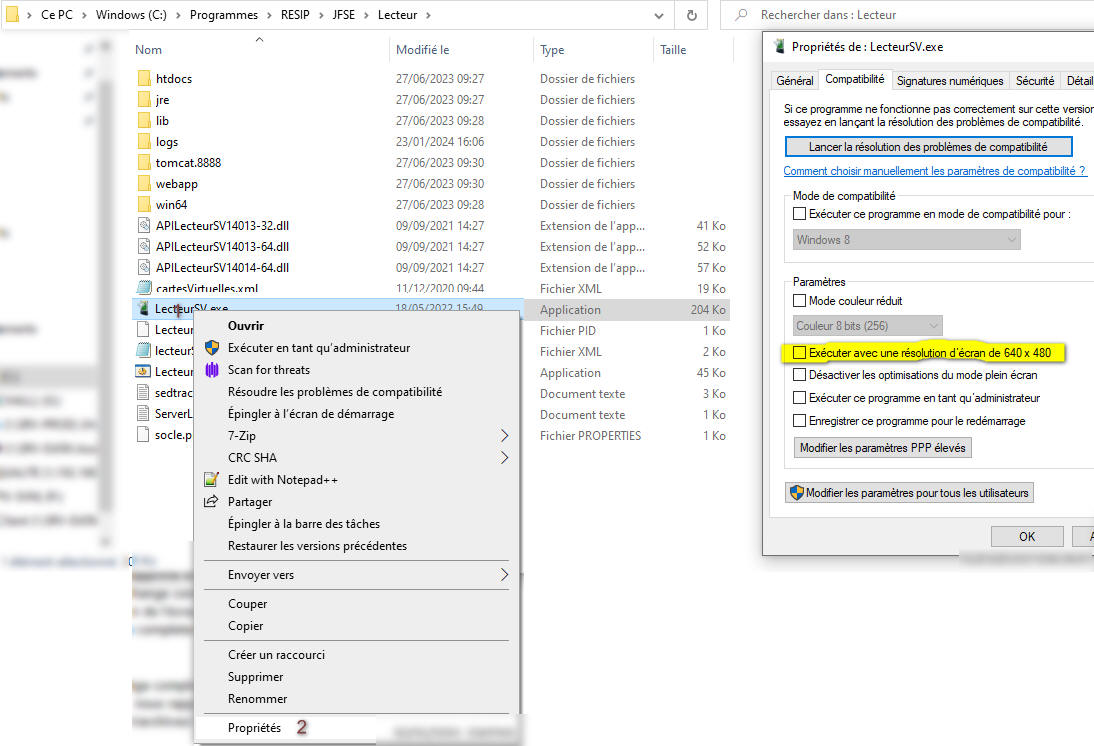 Ce PC > Windows (C:) > Programmes > RESIP > JFSE > Lecteur >
Rechercher dans : Lecteur
Nom Modifié le Type Taille
htdocs 27/06/2023 09:27 Dossier de fichiers
jre 27/06/2023 09:27 Dossier de fichiers
lib 27/06/2023 09:28 Dossier de fichiers
logs 23/01/2024 16:06 Dossier de fichiers
tomcat.8888 27/06/2023 09:30 Dossier de fichiers
webapp 27/06/2023 09:30 Dossier de fichiers
win64 27/06/2023 09:28 Dossier de fichiers
APILecteurSV14013-32.dll 09/09/2021 14:27 Extension de l'app... 41 Ko
APILecteurSV14013-64.dll 09/09/2021 14:27 Extension de l'app... 52 Ko
APILecteurSV14014-64.dll 09/09/2021 14:27 Extension de l'app... 57 Ko
cartesVirtuelles.xml 11/12/2020 09:44 Fichier XML 19 Ko
LecteurSV.exe 18/05/2022 15:49 Application 204 Ko
Lecteur Fichier PID 1 Ko
lecteurS Fichier XML 2 Ko
Lecteur Application 45 Ko
sedtrac Document texte 3 Ko
ServerL Document texte 1 Ko
socle.p Fichier PROPERTIES 1 Ko
1
Ouvrir
Exécuter en tant qu'administrateur
Scan for threats
Résoudre les problèmes de compatibilité
Épingler à l'écran de démarrage
7-Zip
CRC SHA
Edit with Notepad++
Partager
Épingler à la barre des tâches
Restaurer les versions précédentes
Envoyer vers
Couper
Copier
Créer un raccourci
Supprimer
Renommer
Propriétés 2
Propriétés de : LecteurSV.exe
Général Compatibilité Signatures numériques Sécurité Détail
Si ce programme ne fonctionne pas correctement sur cette version
essayez en lançant la résolution des problèmes de compatibilité.
Lancer la résolution des problèmes de compatibilité
Comment choisir manuellement les paramètres de compatibilité ?
Mode de compatibilité
Exécuter ce programme en mode de compatibilité pour :
Windows 8
Paramètres
Mode couleur réduit
Couleur 8 bits (256)
Exécuter avec une résolution d'écran de 640 x 480
Désactiver les optimisations du mode plein écran
Exécuter ce programme en tant qu'administrateur
Enregistrer ce programme pour le redémarrage
Modifier les paramètres PPP élevés
Modifier les paramètres pour tous les utilisateurs
OK A